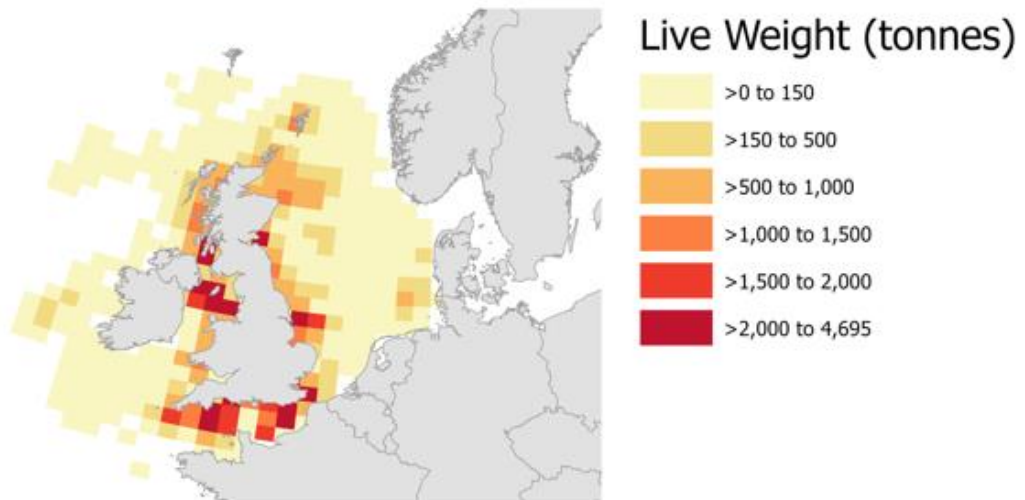 Live Weight (tonnes)
>0 to 150
>150 to 500
>500 to 1,000
>1,000 to 1,500
>1,500 to 2,000
>2,000 to 4,695